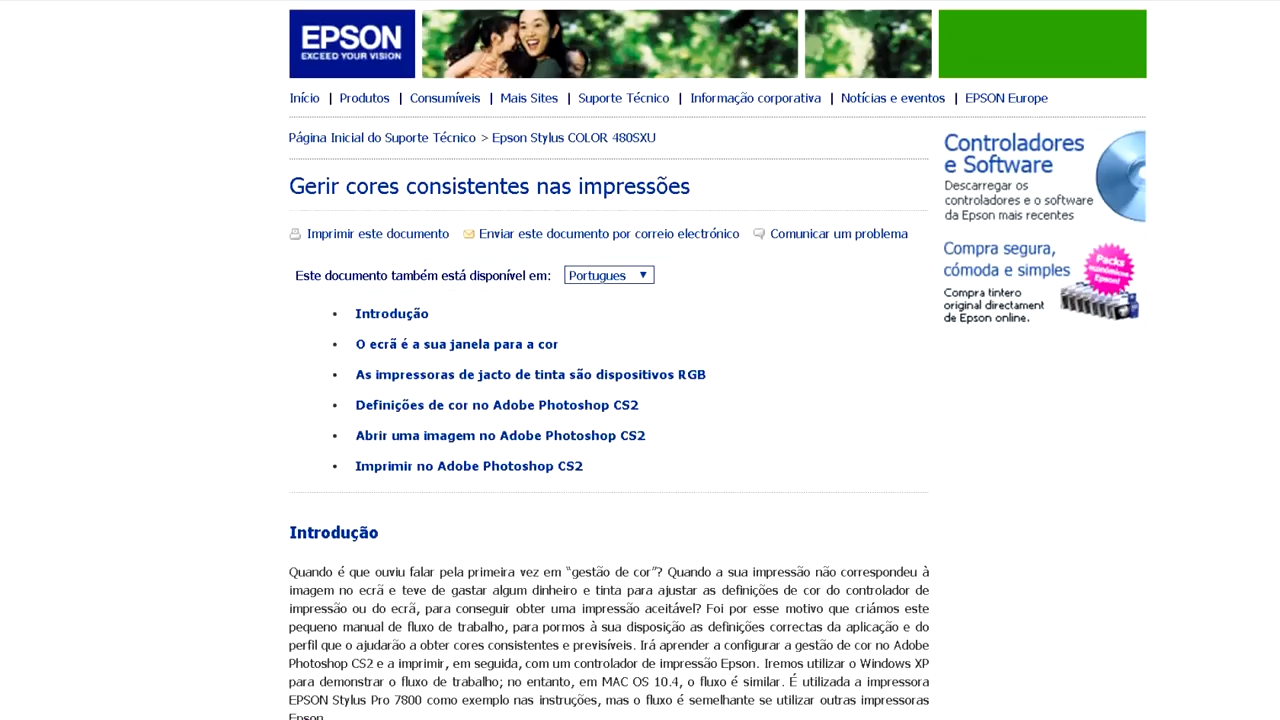 EPSON
EXCEED YOUR VISION
Início | Produtos | Consumíveis | Mais Sites | Suporte Técnico | Informação corporativa | Notícias e eventos | EPSON Europe
Página Inicial do Suporte Técnico > Epson Stylus COLOR 480SXU
Gerir cores consistentes nas impressões
Imprimir este documento Enviar este documento por correio electrónico Comunicar um problema
Este documento também está disponível em: Portugues
• Introdução
• O ecrã é a sua janela para a cor
• As impressoras de jacto de tinta são dispositivos RGB
• Definições de cor no Adobe Photoshop CS2
• Abrir uma imagem no Adobe Photoshop CS2
• Imprimir no Adobe Photoshop CS2
Introdução
Quando é que ouviu falar pela primeira vez em “gestão de cor”? Quando a sua impressão não correspondeu à
imagem no ecrã e teve de gastar algum dinheiro e tinta para ajustar as definições de cor do controlador de
impressão ou do ecrã, para conseguir obter uma impressão aceitável? Foi por esse motivo que criámos este
pequeno manual de fluxo de trabalho, para pormos à sua disposição as definições correctas da aplicação e do
perfil que o ajudarão a obter cores consistentes e previsíveis. Irá aprender a configurar a gestão de cor no Adobe
Photoshop CS2 e a imprimir, em seguida, com um controlador de impressão Epson. Iremos utilizar o Windows XP
para demonstrar o fluxo de trabalho; no entanto, em MAC OS 10.4, o fluxo é similar. É utilizada a impressora
EPSON Stylus Pro 7800 como exemplo nas instruções, mas o fluxo é semelhante se utilizar outras impressoras
Epson.
Controladores
e Software
Descarregar os
controladores e o software
da Epson mais recentes
Compra segura,
cómoda e simples
Packs
económicos
Epson!
Compra tintero
original directament
de Epson online.